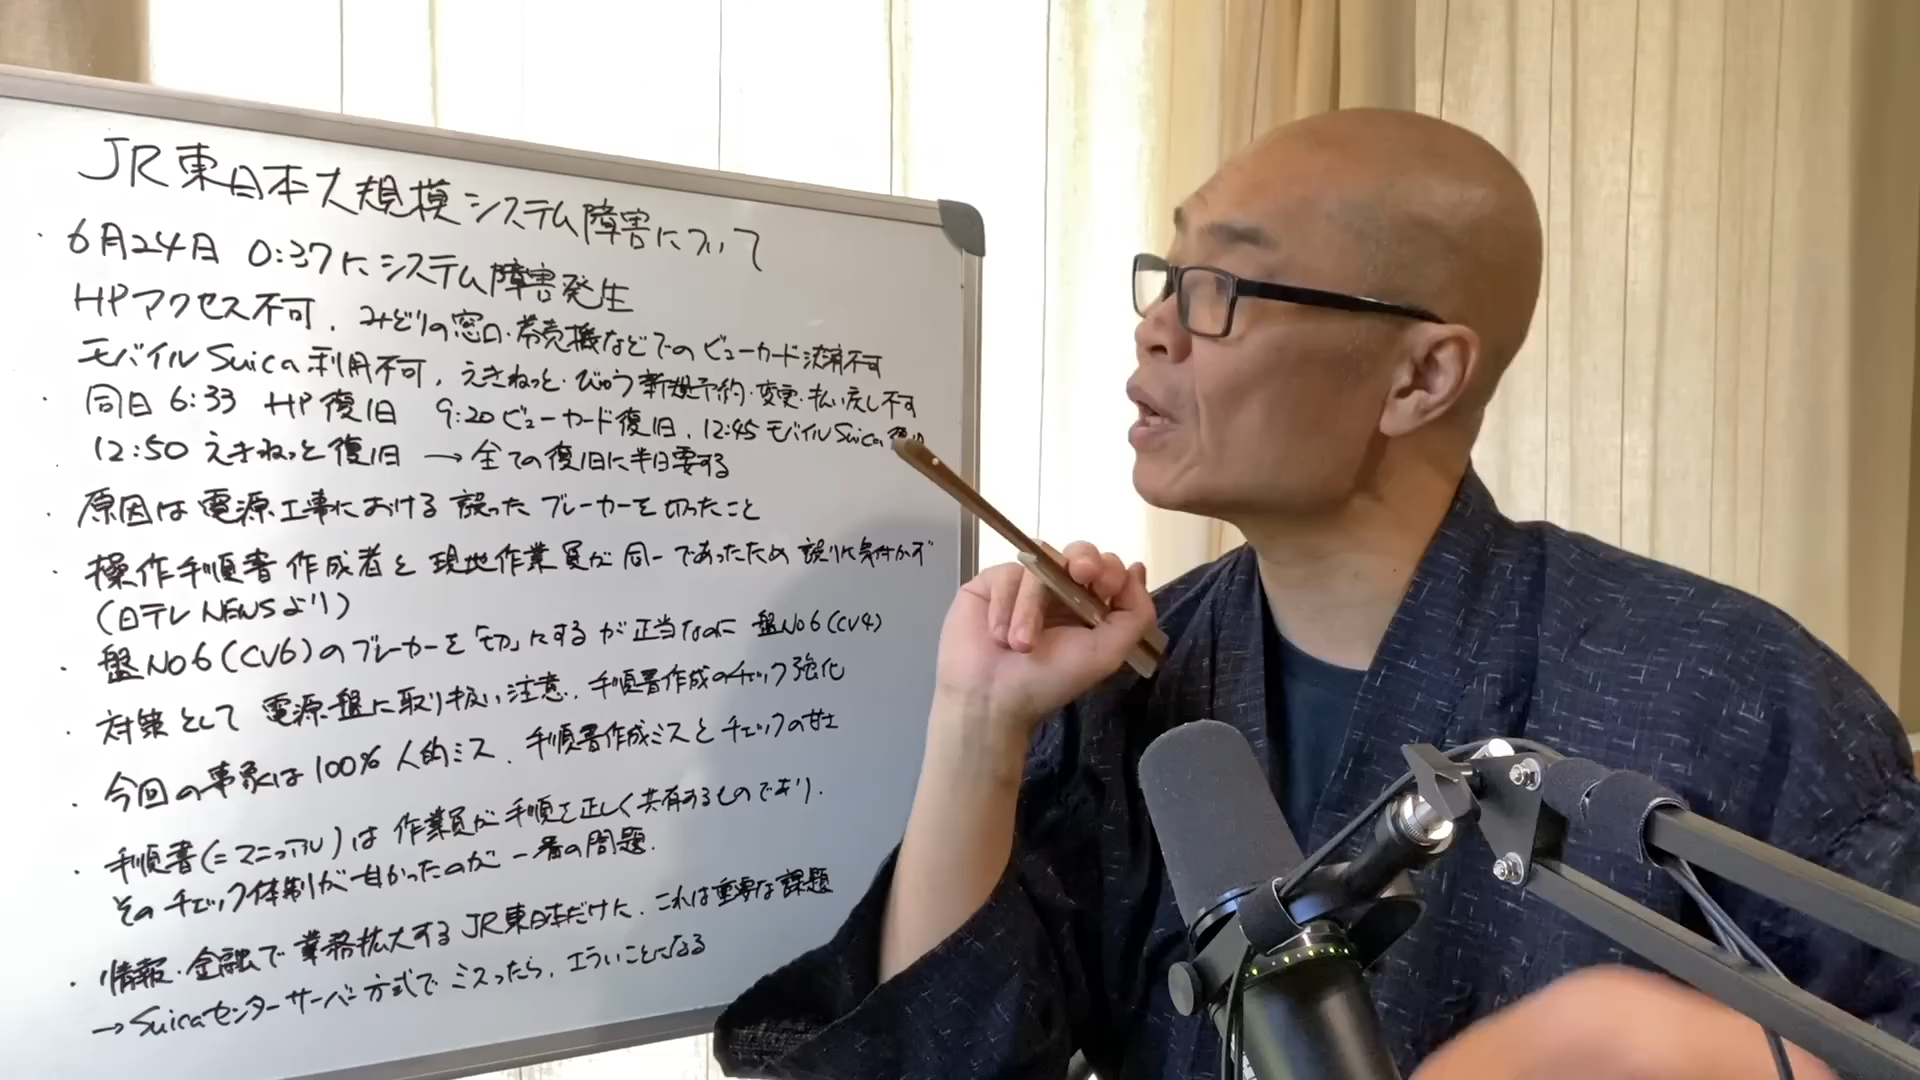 JR東日本大規模システム障害について
・6月24日 0:37にシステム障害発生
HPアクセス不可、みどりの窓口・券売機などでのビューカード決済不可
モバイルSuica利用不可、えきねっと・びゅう新規予約・変更・払い戻し不可
・同日6:33 HP復旧 9:20ビューカード復旧、12:45モバイルSuica
12:50えきねっと復旧 →全ての復旧に半日要する
・原因は電源工事における誤ったブレーカーを切ったこと
・操作手順書作成者と現地作業員が同一であったため誤りに気付かず
(日テレNEWSより)
・盤No6(CV6)のブレーカーを「切」にするが正当なのに盤No6(CV4)
・対策として電源盤に取り扱い注意、手順書作成のチェック強化
・今回の事象は100%人的ミス、手順書作成ミスとチェックの甘さ
・手順書(=マニュアル)は作業員が手順を正しく共有するものであり、
そのチェック体制が甘かったのが一番の問題.
・情報・金融で業務拡大するJR東日本だけに、これは重要な課題
→Suicaセンターサーバー方式でミスったら、エラいことになる